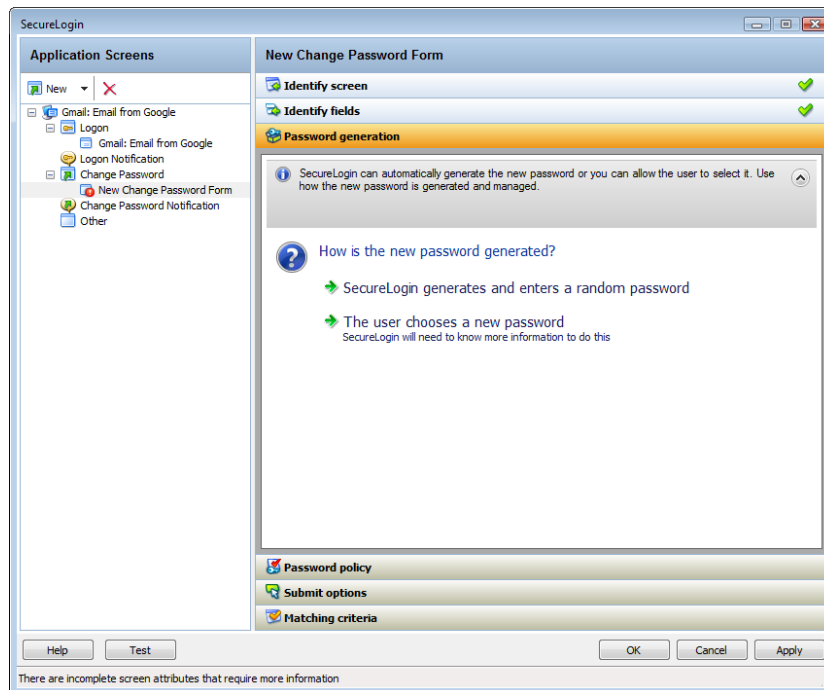 SecureLogin
Application Screens
New
Gmail: Email from Google
Logon
Gmail: Email from Google
Logon Notification
Change Password
New Change Password Form
Change Password Notification
Other
New Change Password Form
Identify screen
Identify fields
Password generation
SecureLogin can automatically generate the new password or you can allow the user to select it. Use
how the new password is generated and managed.
How is the new password generated?
SecureLogin generates and enters a random password
The user chooses a new password
SecureLogin will need to know more information to do this
Password policy
Submit options
Matching criteria
Help
Test
OK
Cancel
Apply
There are incomplete screen attributes that require more information